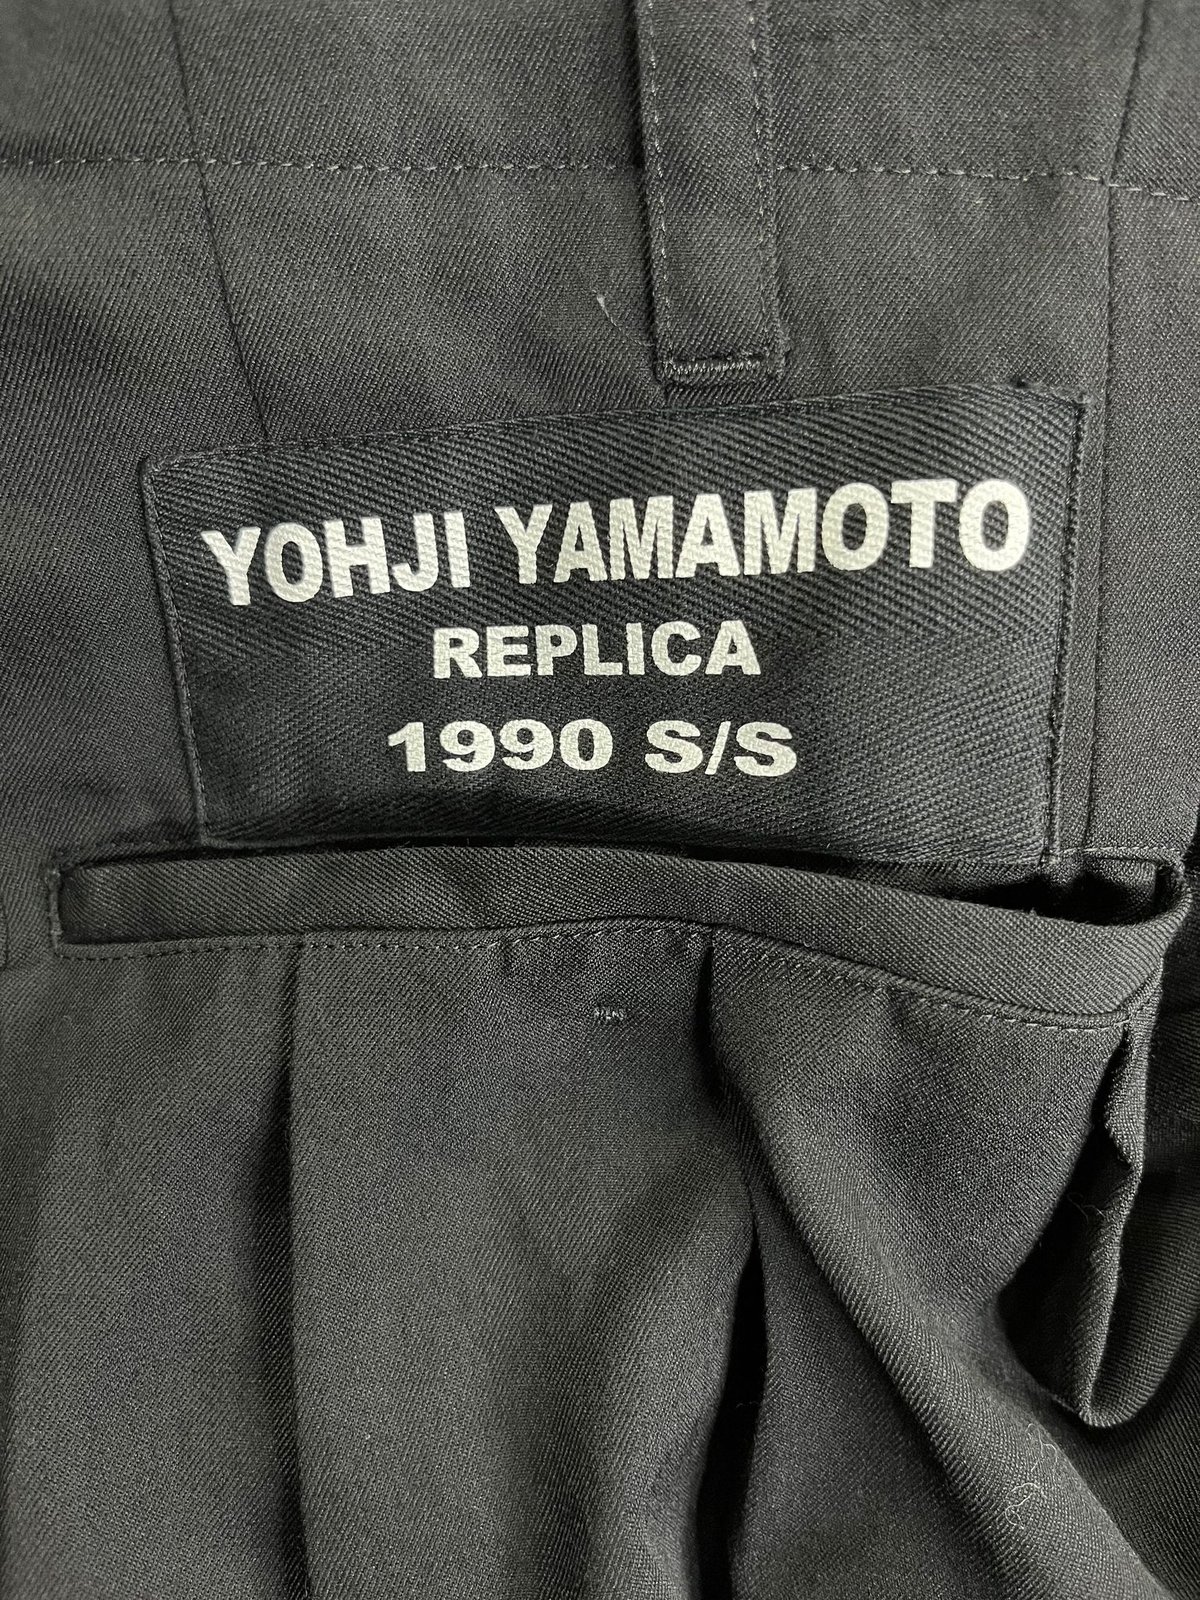 YOHJI YAMAMOTO
REPLICA
1990 S/S